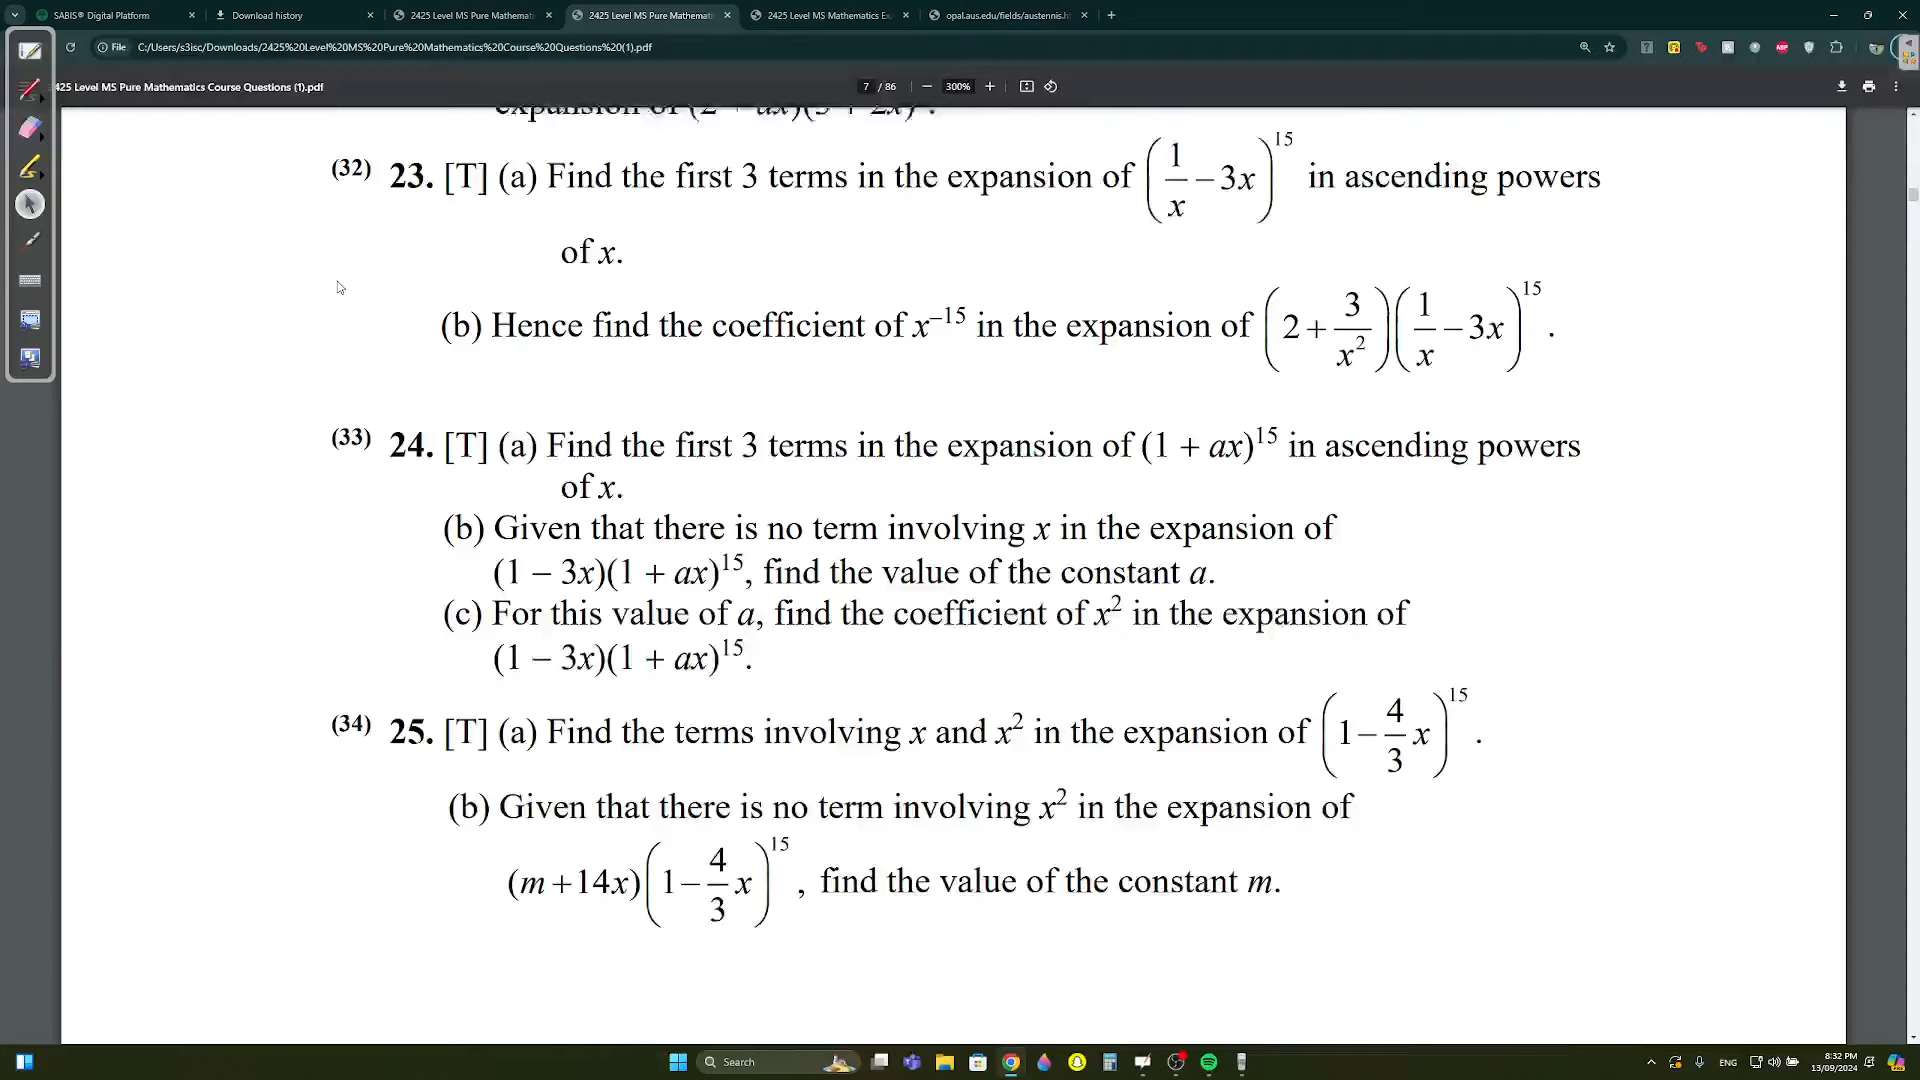 SABIS® Digital Platform
Download history
2425 Level MS Pure Mathemat
2425 Level MS Pure Mathemat
2425 Level MS Mathematics Ex
opal.aus.edu/fields/austennis.h
File C:/Users/s3isc/Downloads/2425%20Level%20MS%20Pure%20Mathematics%20Course%20Questions%20(1).pdf
425 Level MS Pure Mathematics Course Questions (1).pdf
7 / 86
300%
(32) 23. [T] (a) Find the first 3 terms in the expansion of (1/x − 3x)^15 in ascending powers
of x.
(b) Hence find the coefficient of x^−15 in the expansion of (2 + 3/x^2)(1/x − 3x)^15.
(33) 24. [T] (a) Find the first 3 terms in the expansion of (1 + ax)^15 in ascending powers
of x.
(b) Given that there is no term involving x in the expansion of
(1 − 3x)(1 + ax)^15, find the value of the constant a.
(c) For this value of a, find the coefficient of x^2 in the expansion of
(1 − 3x)(1 + ax)^15.
(34) 25. [T] (a) Find the terms involving x and x^2 in the expansion of (1 − 4/3 x)^15.
(b) Given that there is no term involving x^2 in the expansion of
(m + 14x)(1 − 4/3 x)^15, find the value of the constant m.
Search
ENG
8:32 PM
13/09/2024